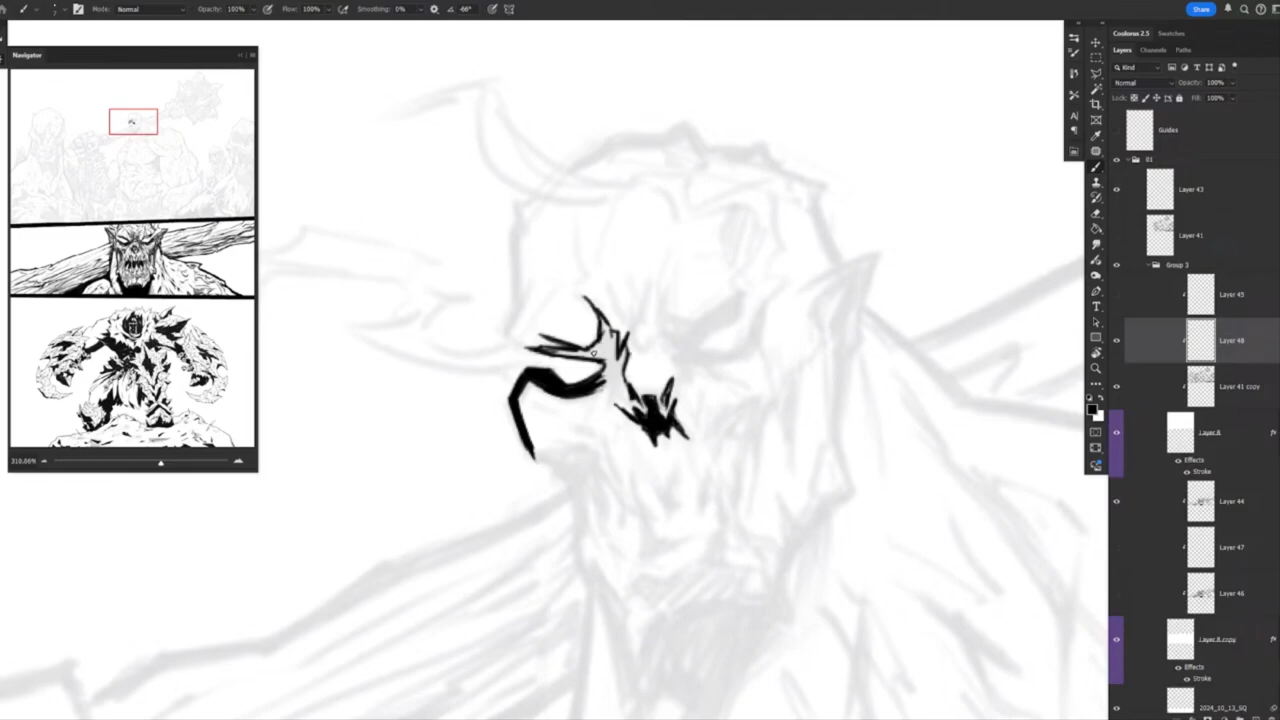 Mode: Normal Opacity: 100% Flow: 100% Smoothing: 0% -66° Share
Navigator
310.06%
Coolorus 2.5 Swatches
Layers Channels Paths
Kind
Normal Opacity: 100%
Lock: Fill: 100%
Guides
01
Layer 43
Layer 41
Group 3
Layer 45
Layer 48
Layer 41 copy
Layer 8
fx
Effects
Stroke
Layer 44
Layer 47
Layer 46
Layer 8 copy
fx
Effects
Stroke
2024_10_13_SQ